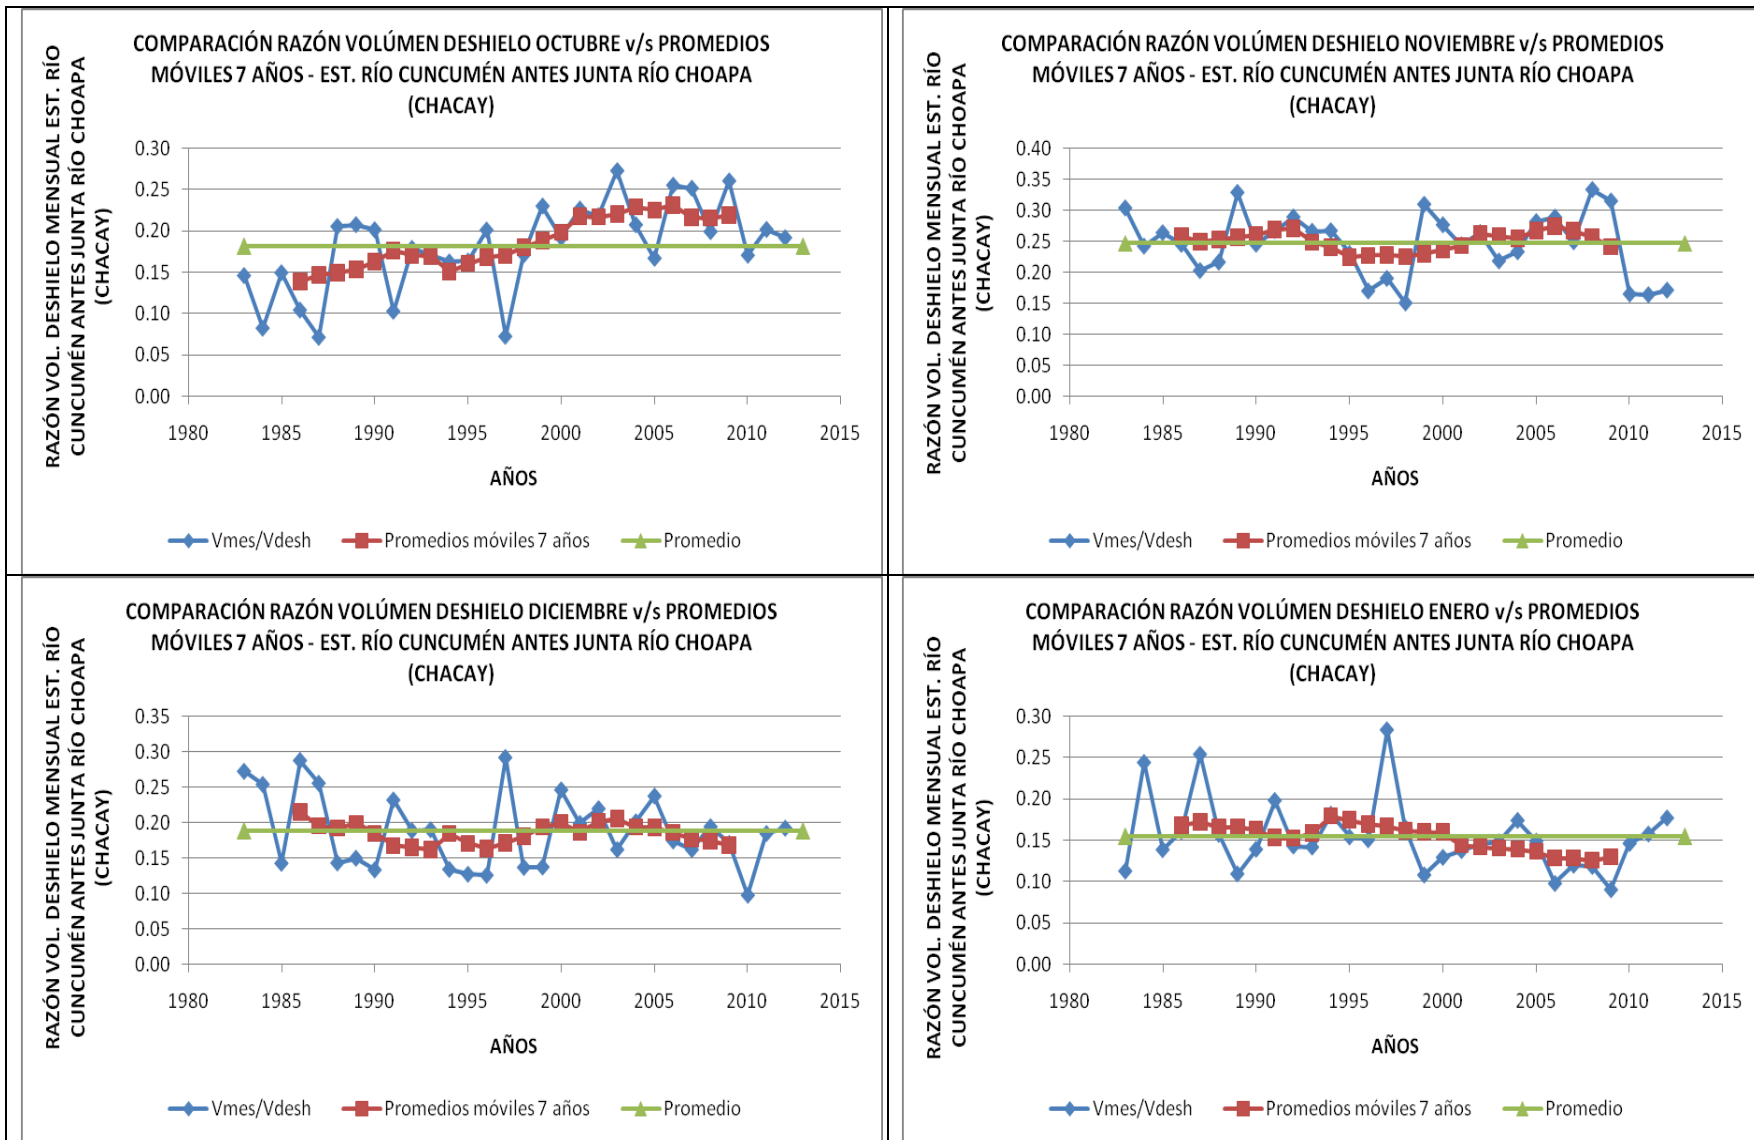 COMPARACIÓN RAZÓN VOLÚMEN DESHIELO OCTUBRE v/s PROMEDIOS
MÓVILES 7 AÑOS - EST. RÍO CUNCUMÉN ANTES JUNTA RÍO CHOAPA
(CHACAY)
RAZÓN VOL. DESHIELO MENSUAL EST. RÍO
CUNCUMÉN ANTES JUNTA RÍO CHOAPA
(CHACAY)
0.30
0.25
0.20
0.15
0.10
0.05
0.00
1980 1985 1990 1995 2000 2005 2010 2015
AÑOS
Vmes/Vdesh Promedios móviles 7 años Promedio
COMPARACIÓN RAZÓN VOLÚMEN DESHIELO NOVIEMBRE v/s PROMEDIOS
MÓVILES 7 AÑOS - EST. RÍO CUNCUMÉN ANTES JUNTA RÍO CHOAPA
(CHACAY)
RAZÓN VOL. DESHIELO MENSUAL EST. RÍO
CUNCUMÉN ANTES JUNTA RÍO CHOAPA
(CHACAY)
0.40
0.35
0.30
0.25
0.20
0.15
0.10
0.05
0.00
1980 1985 1990 1995 2000 2005 2010 2015
AÑOS
Vmes/Vdesh Promedios móviles 7 años Promedio
COMPARACIÓN RAZÓN VOLÚMEN DESHIELO DICIEMBRE v/s PROMEDIOS
MÓVILES 7 AÑOS - EST. RÍO CUNCUMÉN ANTES JUNTA RÍO CHOAPA
(CHACAY)
RAZÓN VOL. DESHIELO MENSUAL EST. RÍO
CUNCUMÉN ANTES JUNTA RÍO CHOAPA
(CHACAY)
0.35
0.30
0.25
0.20
0.15
0.10
0.05
0.00
1980 1985 1990 1995 2000 2005 2010 2015
AÑOS
Vmes/Vdesh Promedios móviles 7 años Promedio
COMPARACIÓN RAZÓN VOLÚMEN DESHIELO ENERO v/s PROMEDIOS
MÓVILES 7 AÑOS - EST. RÍO CUNCUMÉN ANTES JUNTA RÍO CHOAPA
(CHACAY)
RAZÓN VOL. DESHIELO MENSUAL EST. RÍO
CUNCUMÉN ANTES JUNTA RÍO CHOAPA
(CHACAY)
0.30
0.25
0.20
0.15
0.10
0.05
0.00
1980 1985 1990 1995 2000 2005 2010 2015
AÑOS
Vmes/Vdesh Promedios móviles 7 años Promedio